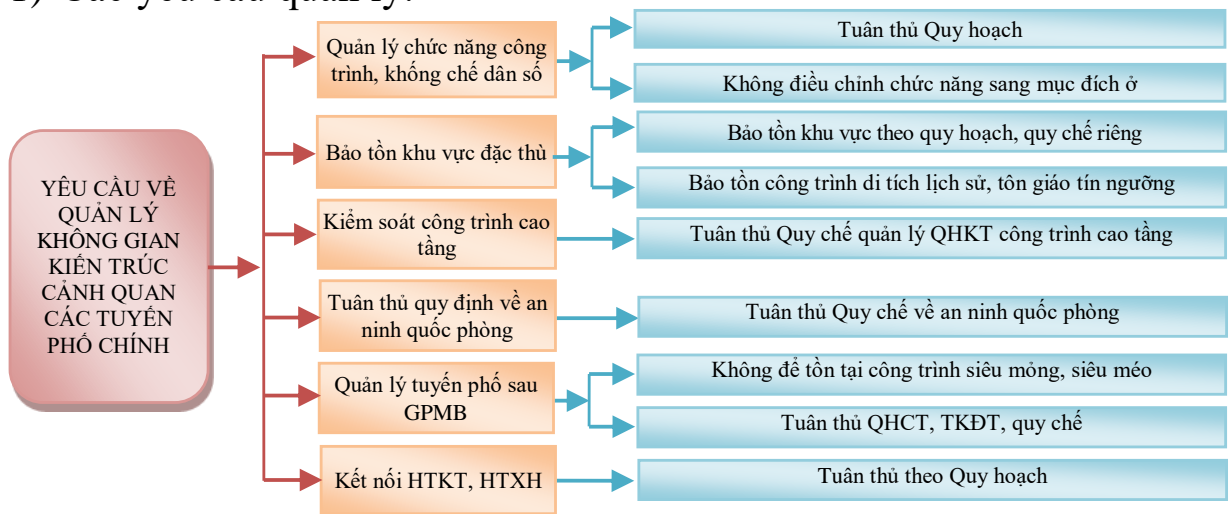 YÊU CẦU VỀ
QUẢN LÝ
KHÔNG GIAN
KIẾN TRÚC
CẢNH QUAN
CÁC TUYẾN
PHỐ CHÍNH
Quản lý chức năng công
trình, khống chế dân số
Tuân thủ Quy hoạch
Không điều chỉnh chức năng sang mục đích ở
Bảo tồn khu vực đặc thù
Bảo tồn khu vực theo quy hoạch, quy chế riêng
Bảo tồn công trình di tích lịch sử, tôn giáo tín ngưỡng
Kiểm soát công trình cao
tầng
Tuân thủ Quy chế quản lý QHKT công trình cao tầng
Tuân thủ quy định về an
ninh quốc phòng
Tuân thủ Quy chế về an ninh quốc phòng
Quản lý tuyến phố sau
GPMB
Không để tồn tại công trình siêu mỏng, siêu méo
Tuân thủ QHCT, TKĐT, quy chế
Kết nối HTKT, HTXH
Tuân thủ theo Quy hoạch